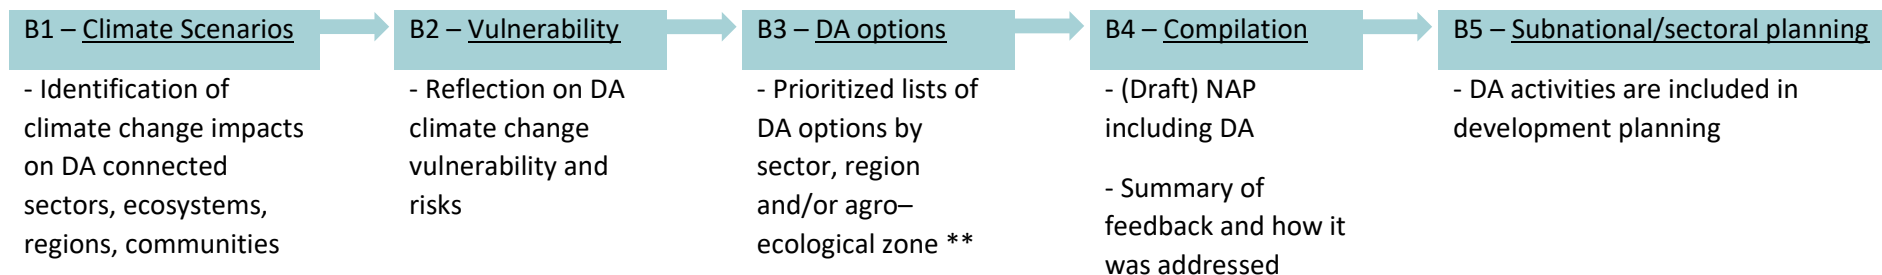 B1 – Climate Scenarios
- Identification of
climate change impacts
on DA connected
sectors, ecosystems,
regions, communities
B2 – Vulnerability
- Reflection on DA
climate change
vulnerability and
risks
B3 – DA options
- Prioritized lists of
DA options by
sector, region
and/or agro–
ecological zone **
B4 – Compilation
- (Draft) NAP
including DA
- Summary of
feedback and how it
was addressed
B5 – Subnational/sectoral planning
- DA activities are included in
development planning